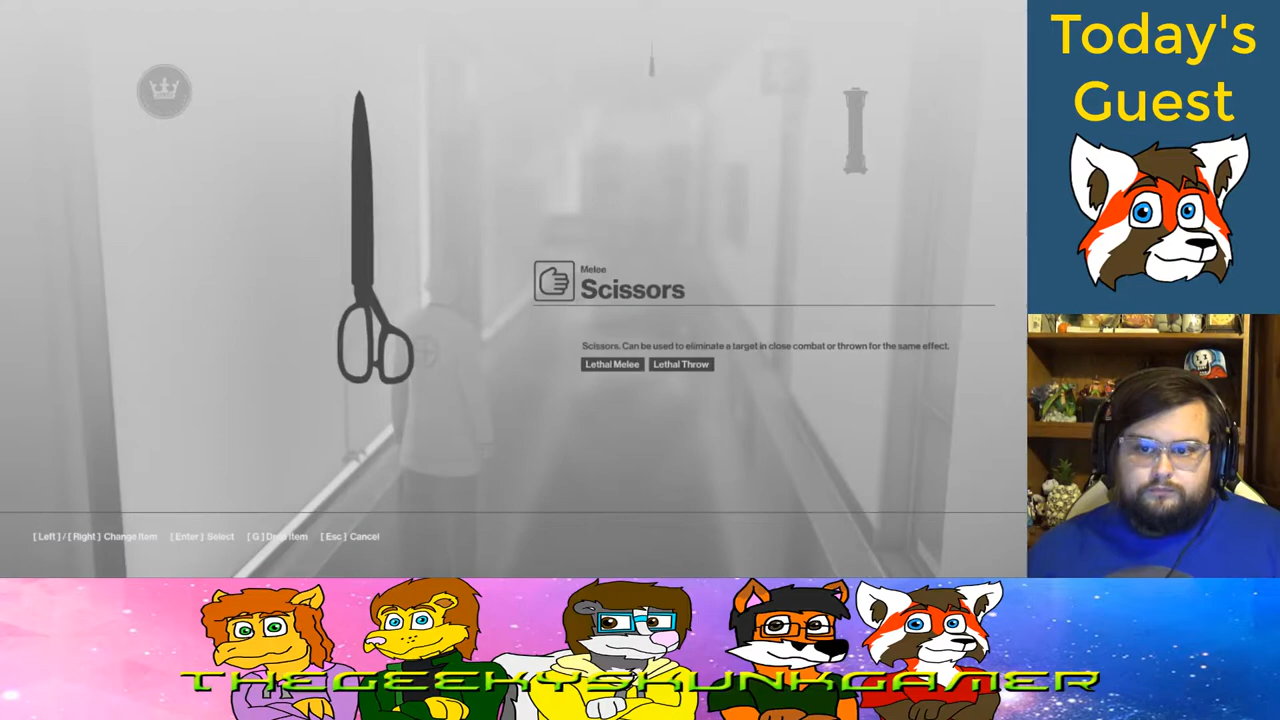 Today's
Guest
Melee
Scissors
Scissors. Can be used to eliminate a target in close combat or thrown for the same effect.
Lethal Melee Lethal Throw
[ Left ] / [ Right ] Change Item [ Enter ] Select [ G ] Drop Item [ Esc ] Cancel
THEGEEKYSKUNKGAMER